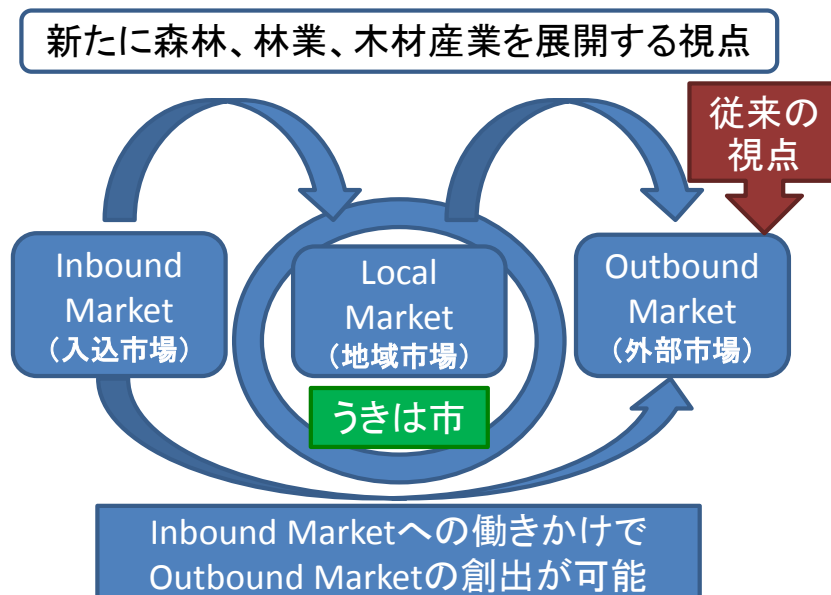 新たに森林、林業、木材産業を展開する視点
従来の
視点
Inbound
Market
（入込市場）
Local
Market
（地域市場）
Outbound
Market
（外部市場）
うきは市
Inbound Marketへの働きかけで
Outbound Marketの創出が可能